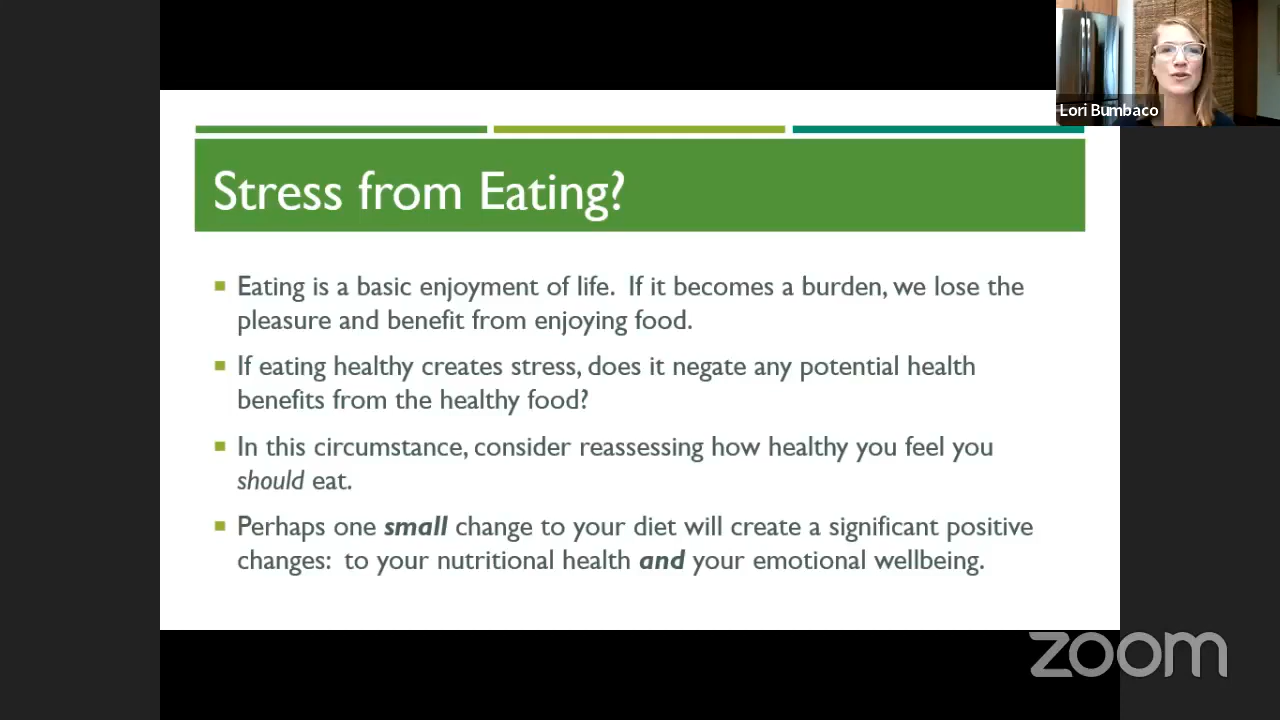 Lori Bumbaco
Stress from Eating?
Eating is a basic enjoyment of life.  If it becomes a burden, we lose the
pleasure and benefit from enjoying food.
If eating healthy creates stress, does it negate any potential health
benefits from the healthy food?
In this circumstance, consider reassessing how healthy you feel you
should eat.
Perhaps one small change to your diet will create a significant positive
changes:  to your nutritional health and your emotional wellbeing.
zoom